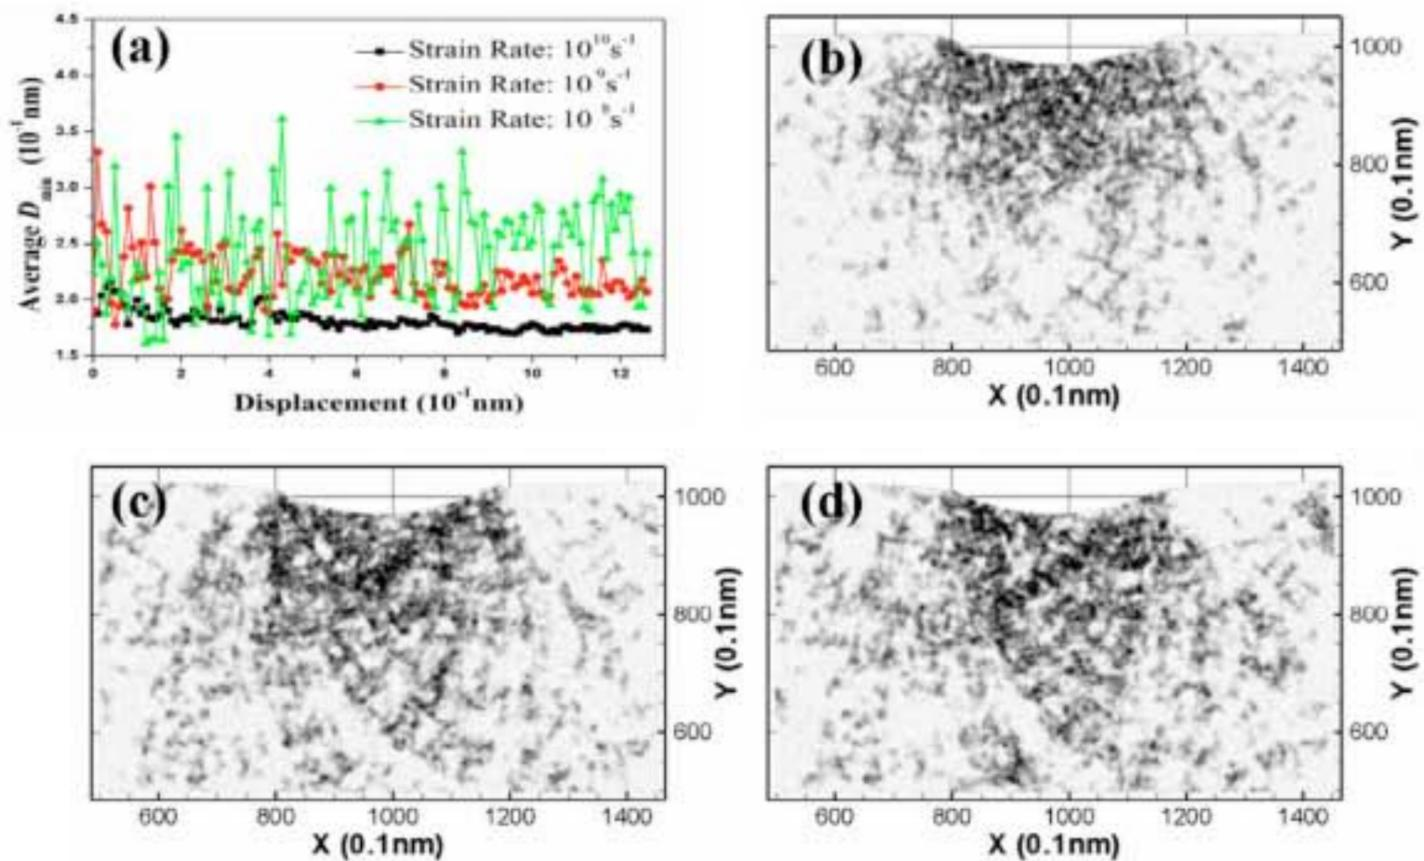 (a)
Strain Rate: 10¹⁰s⁻¹
Strain Rate: 10⁹s⁻¹
Strain Rate: 10⁸s⁻¹
Average D (10⁻¹nm)
4.5
4.0
3.5
3.0
2.5
2.0
1.5
0 2 4 6 8 10 12
Displacement (10⁻¹nm)
(b)
1000
800
600
Y (0.1nm)
600 800 1000 1200 1400
X (0.1nm)
(c)
1000
800
600
Y (0.1nm)
600 800 1000 1200 1400
X (0.1nm)
(d)
1000
800
600
Y (0.1nm)
600 800 1000 1200 1400
X (0.1nm)